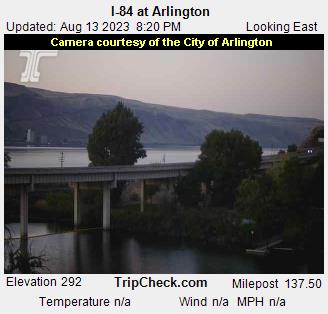 I-84 at Arlington
Updated: Aug 13 2023 8:20 PM Looking East
Camera courtesy of the City of Arlington
Elevation 292 TripCheck.com Milepost 137.50
Temperature n/a Wind n/a MPH n/a